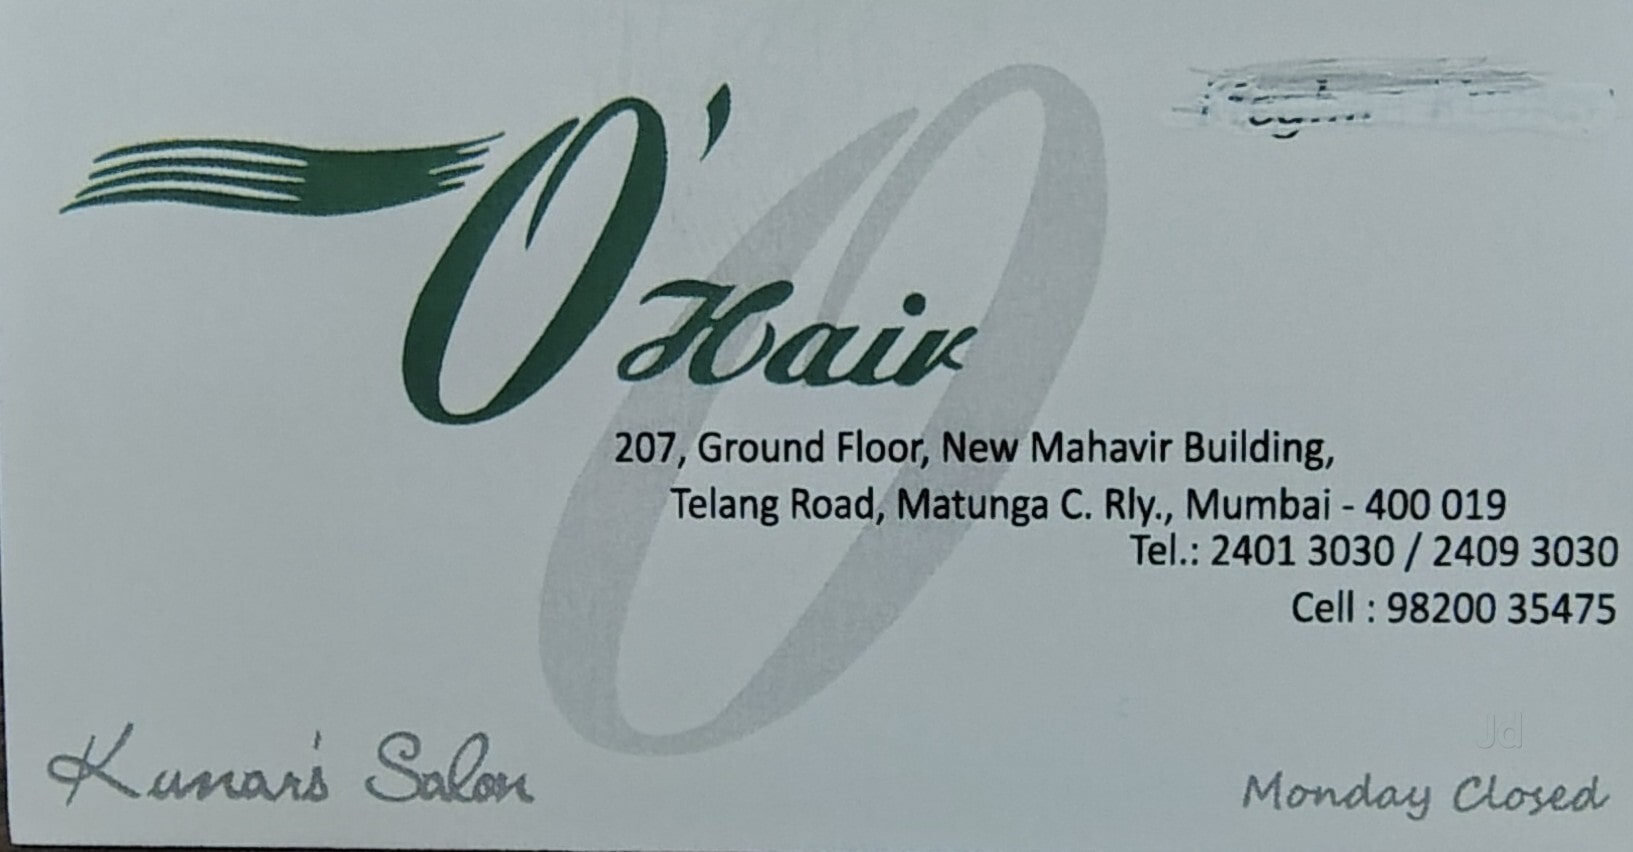 O'Hair
207, Ground Floor, New Mahavir Building,
Telang Road, Matunga C. Rly., Mumbai - 400 019
Tel.: 2401 3030 / 2409 3030
Cell : 98200 35475
Jd
Kunar's Salon
Monday Closed